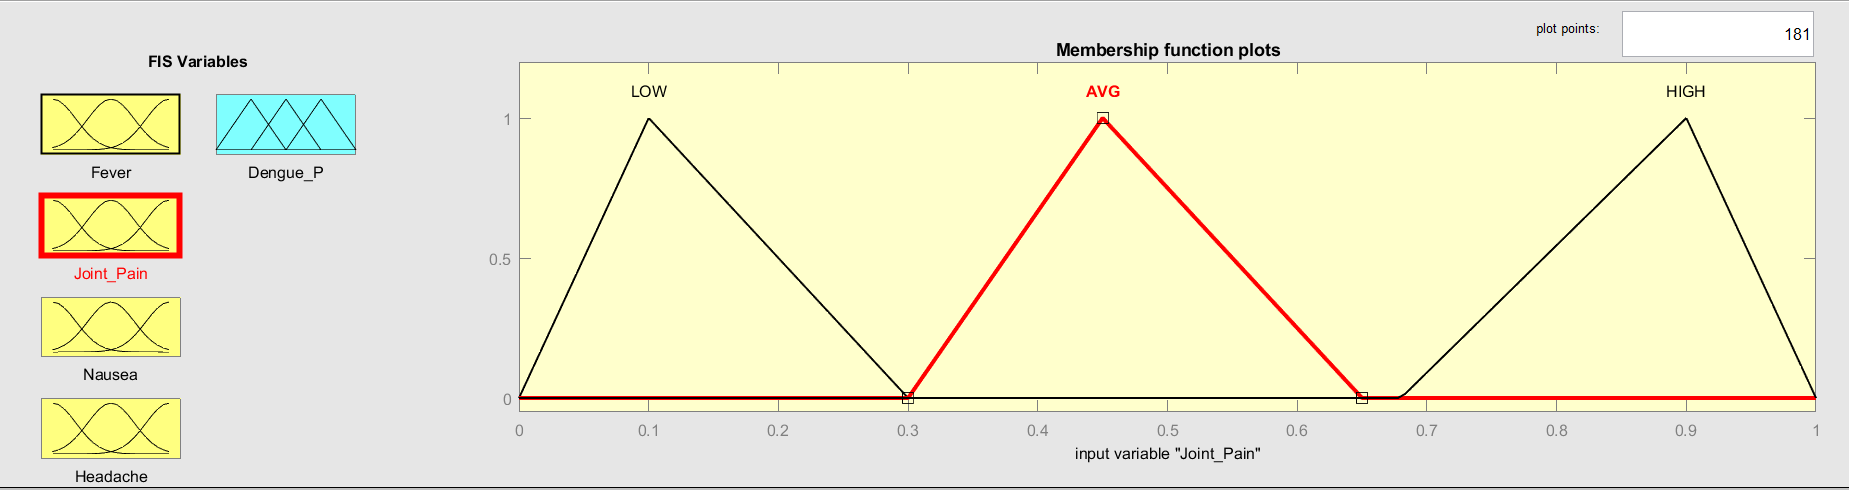 plot points:
181
FIS Variables
Membership function plots
Fever
Dengue_P
Joint_Pain
Nausea
Headache
LOW
AVG
HIGH
1
0.5
0
0
0.1
0.2
0.3
0.4
0.5
0.6
0.7
0.8
0.9
1
input variable "Joint_Pain"